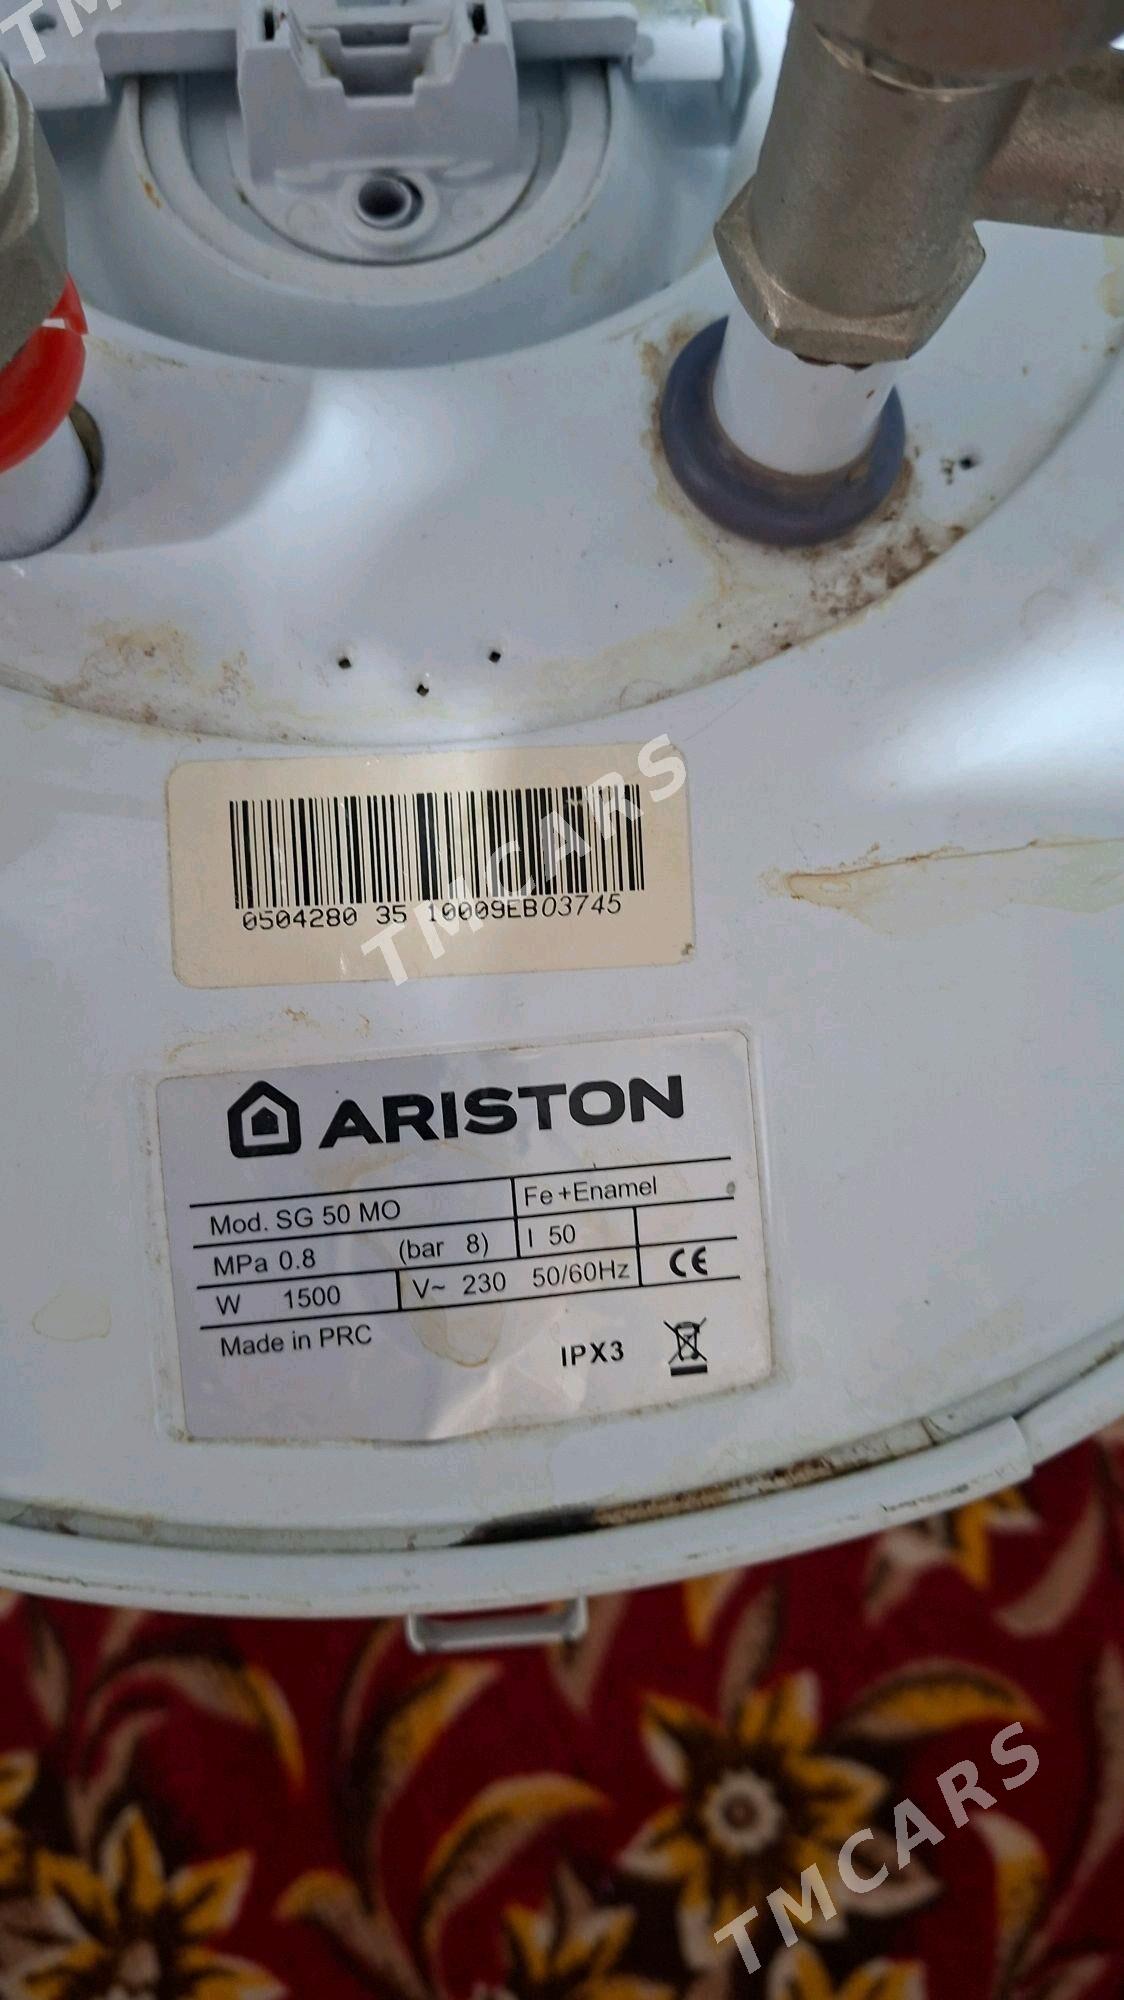 TMCARS
0504280 35 10009EB03745
ARISTON
Mod. SG 50 MO
Fe+Enamel
MPa 0.8 (bar 8)
l 50
W 1500
V~ 230 50/60Hz
CE
Made in PRC
IPX3
TMCARS